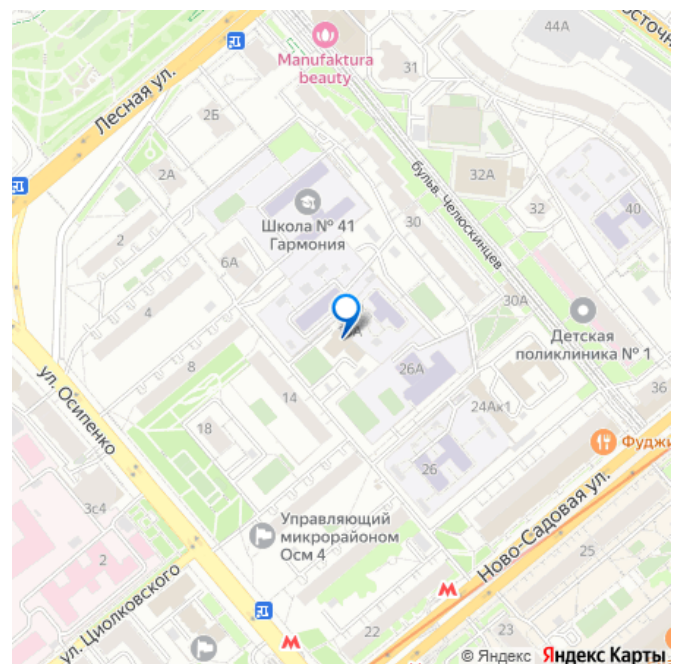 44А
Восточн
Manufaktura
beauty
31
Лесная ул.
2Б
2А
32А
32
40
бульв. Челюскинцев
Школа № 41
Гармония
30
2
6А
30А
4
Детская
поликлиника № 1
8
26А
14
24Ак1
36
ул. Осипенко
18
Фуджи
26
3с4
Управляющий
микрорайоном
Осм 4
Ново-Садовая ул.
25
2
ул. Циолковского
22
23
© Яндекс Яндекс Карты